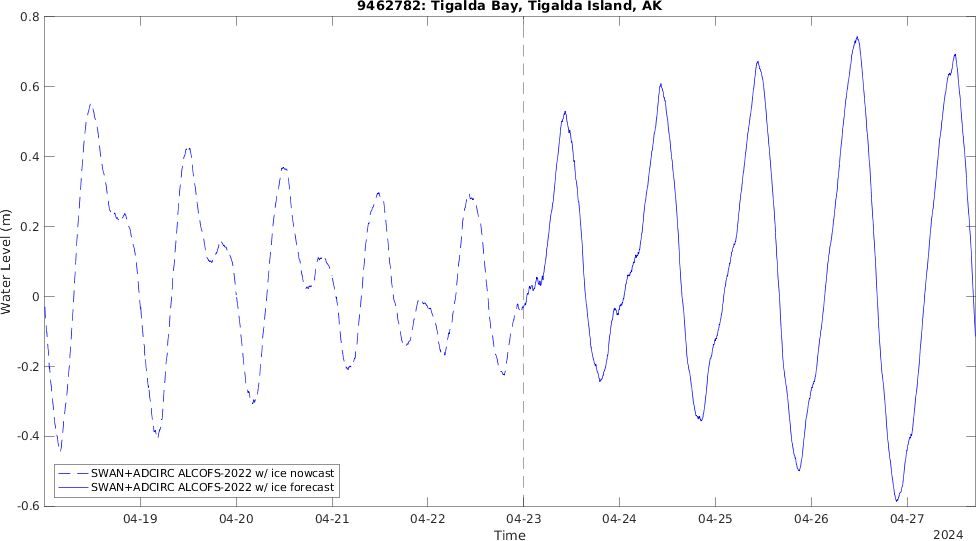 9462782: Tigalda Bay, Tigalda Island, AK
Water Level (m)
0.8
0.6
0.4
0.2
0
-0.2
-0.4
-0.6
SWAN+ADCIRC ALCOFS-2022 w/ ice nowcast
SWAN+ADCIRC ALCOFS-2022 w/ ice forecast
04-19 04-20 04-21 04-22 04-23 04-24 04-25 04-26 04-27
Time
2024